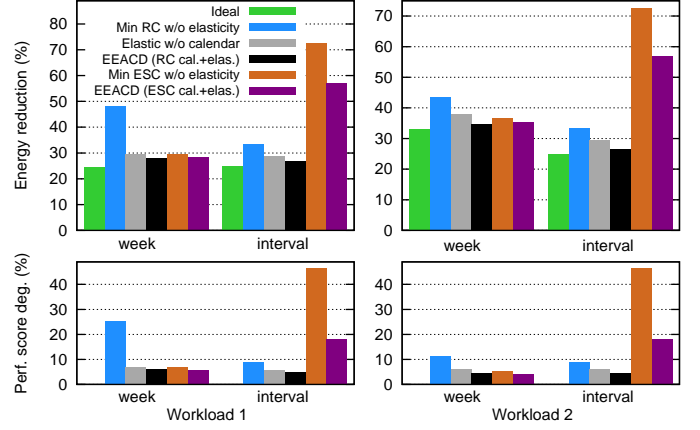 Ideal
Min RC w/o elasticity
Elastic w/o calendar
EEACD (RC cal.+elas.)
Min ESC w/o elasticity
EEACD (ESC cal.+elas.)
Energy reduction (%)
80
70
60
50
40
30
20
10
0
week interval
70
60
50
40
30
20
10
0
week interval
Perf. score deg. (%)
40
30
20
10
0
week interval
Workload 1
40
30
20
10
0
week interval
Workload 2